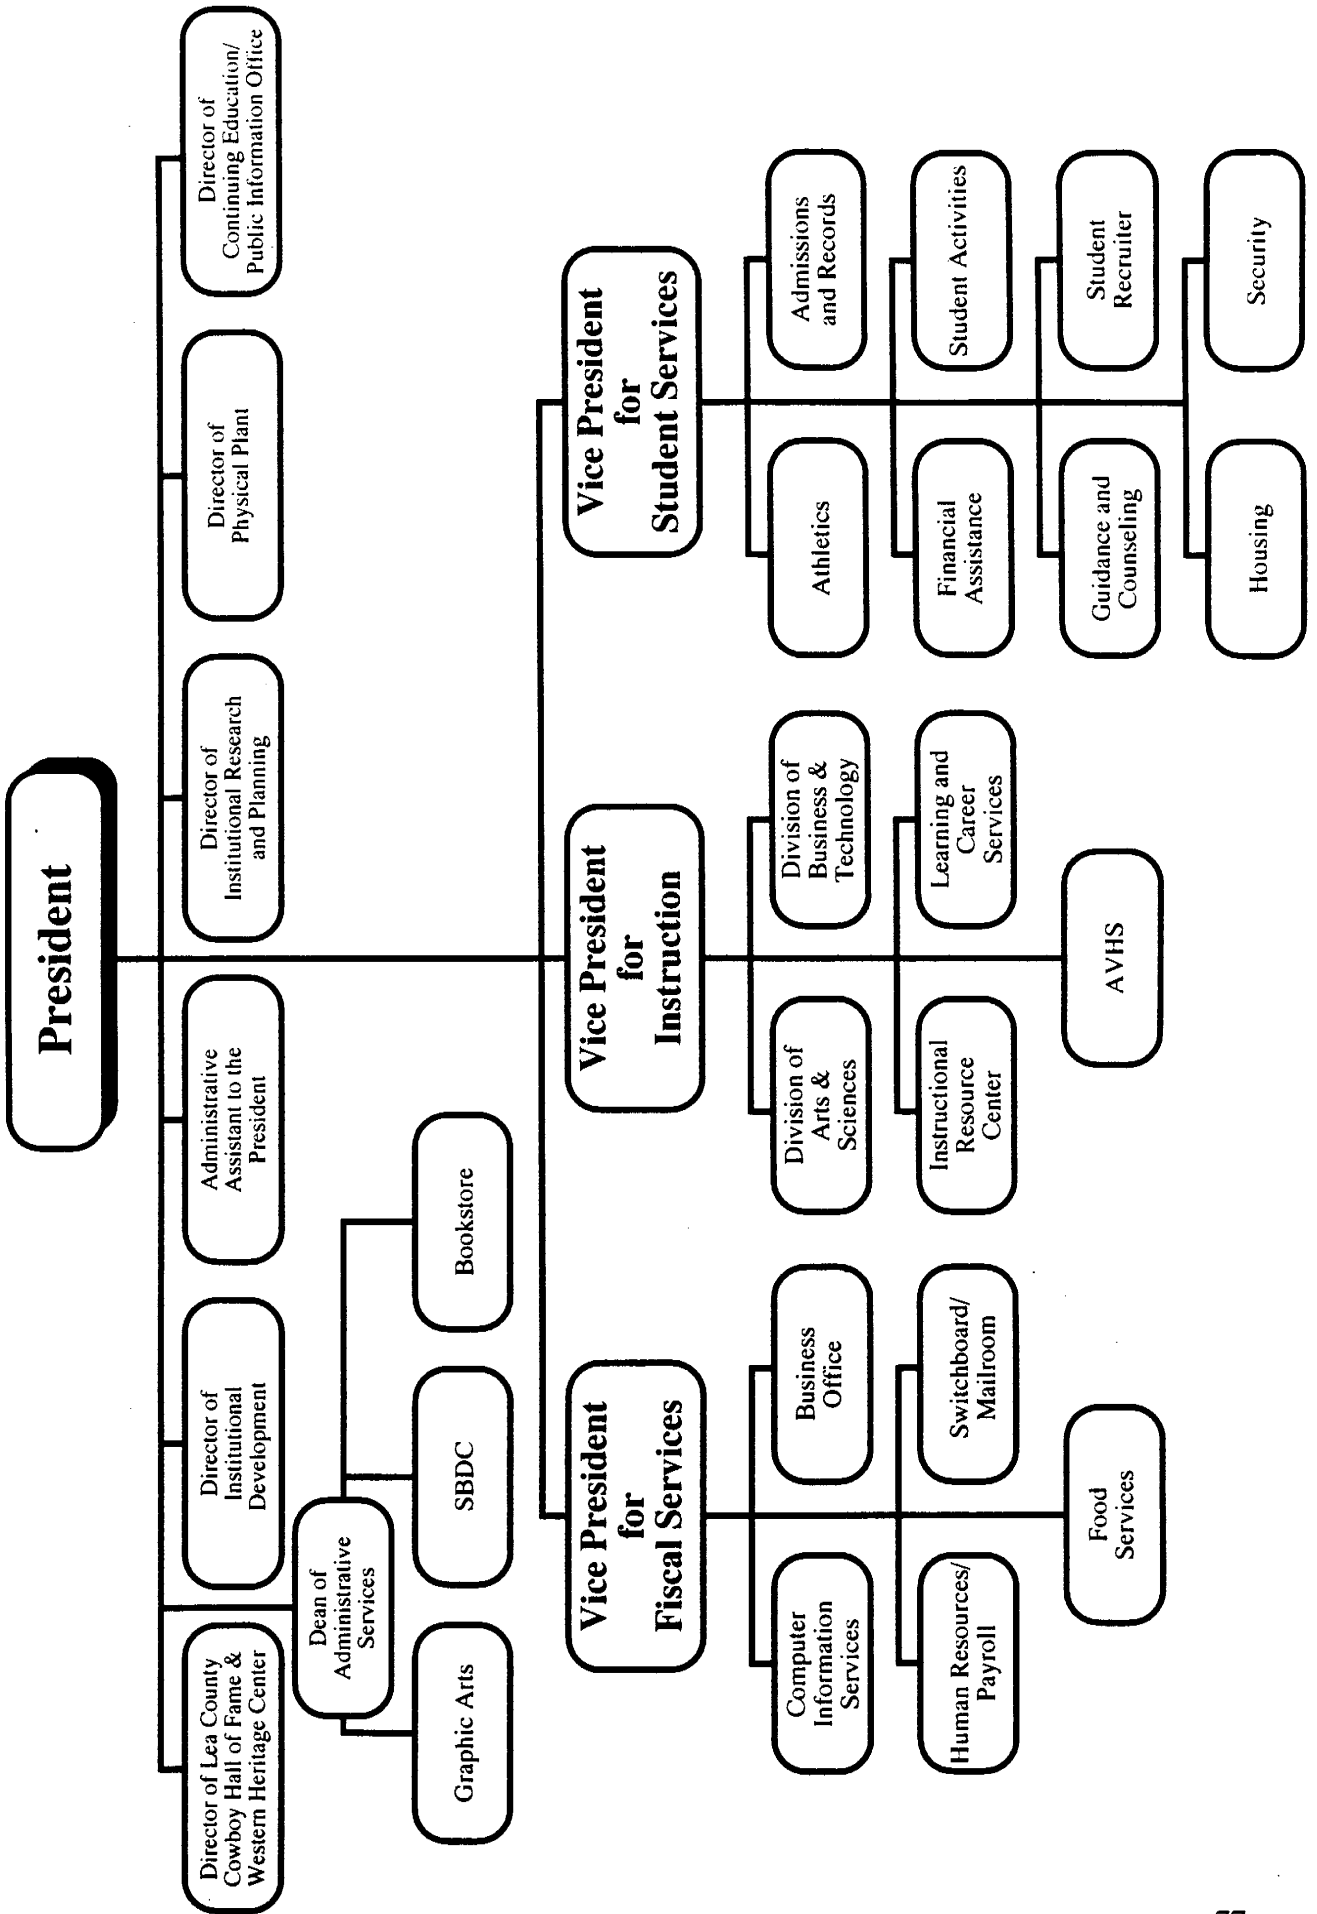 President
Director of Lea County
Cowboy Hall of Fame &
Western Heritage Center
Director of
Institutional
Development
Administrative
Assistant to the
President
Director of
Institutional Research
and Planning
Director of
Physical Plant
Director of
Continuing Education/
Public Information Office
Dean of
Administrative
Services
Graphic Arts
SBDC
Bookstore
Vice President
for
Fiscal Services
Vice President
for
Instruction
Vice President
for
Student Services
Computer
Information
Services
Business
Office
Human Resources/
Payroll
Switchboard/
Mailroom
Food
Services
Division of
Arts &
Sciences
Division of
Business &
Technology
Instructional
Resource
Center
Learning and
Career
Services
AVHS
Athletics
Admissions
and Records
Financial
Assistance
Student Activities
Guidance and
Counseling
Student
Recruiter
Housing
Security